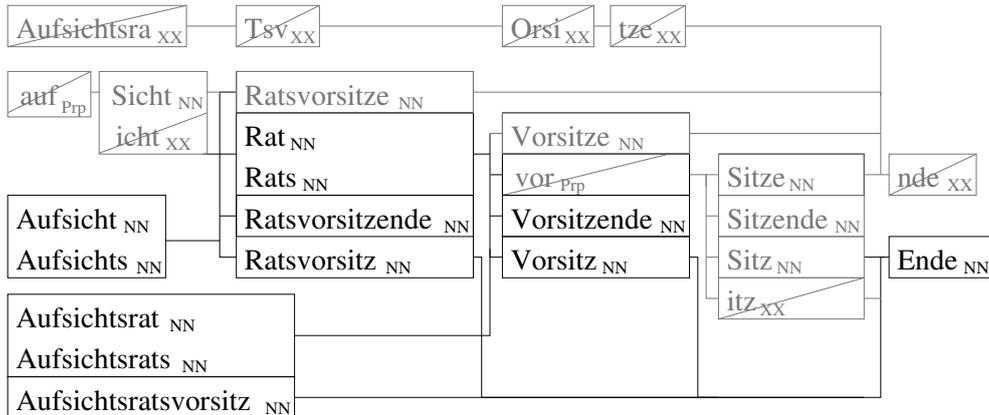 Aufsichtsra XX Tsv XX Orsi XX tze XX
auf Prp Sicht NN Ratsvorsitze NN
icht XX Rat NN Vorsitze NN
Rats NN vor Prp Sitze NN nde XX
Aufsicht NN Ratsvorsitzende NN Vorsitzende NN Sitzende NN
Aufsichts NN Ratsvorsitz NN Vorsitz NN Sitz NN Ende NN
itz XX
Aufsichtsrat NN
Aufsichtsrats NN
Aufsichtsratsvorsitz NN